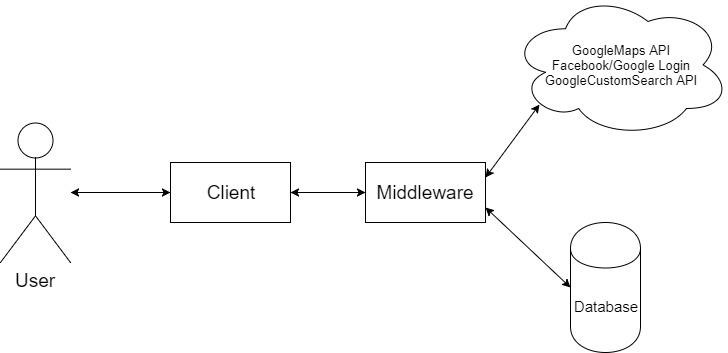 GoogleMaps API
Facebook/Google Login
GoogleCustomSearch API
Client
Middleware
User
Database